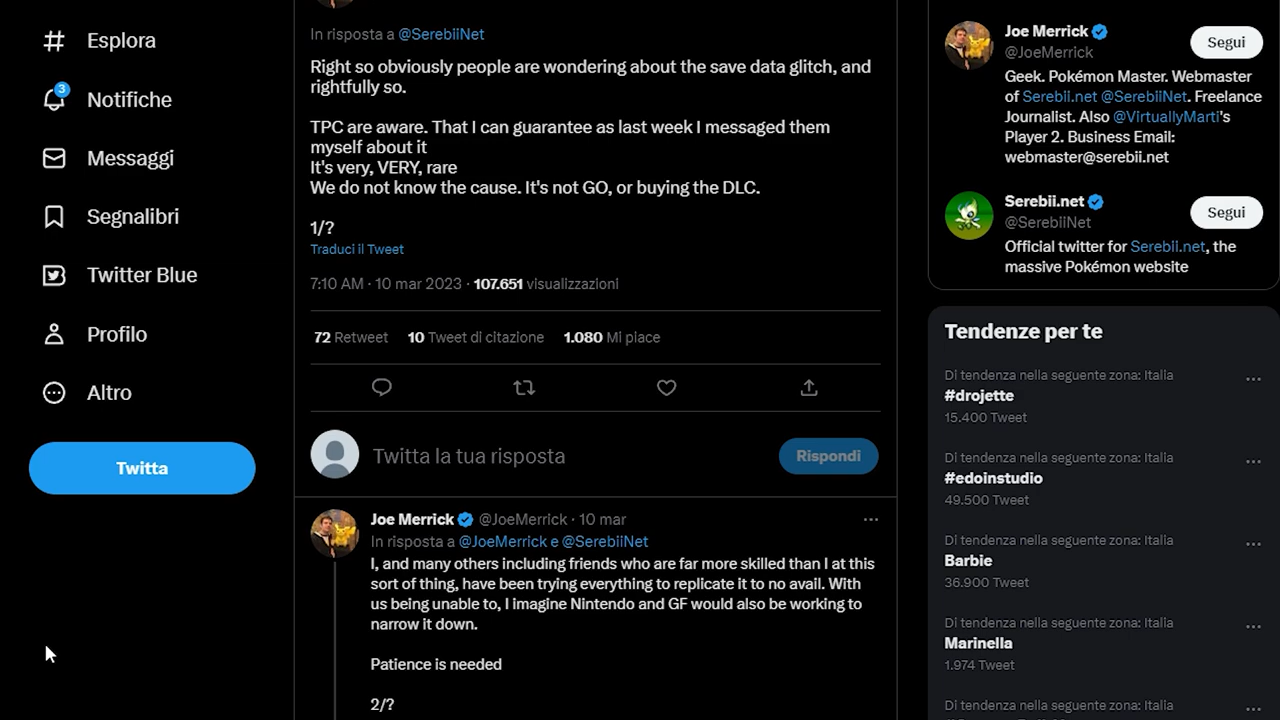 Esplora
3
Notifiche
Messaggi
Segnalibri
Twitter Blue
Profilo
Altro
Twitta
In risposta a @SerebiiNet
Right so obviously people are wondering about the save data glitch, and
rightfully so.
TPC are aware. That I can guarantee as last week I messaged them
myself about it
It's very, VERY, rare
We do not know the cause. It's not GO, or buying the DLC.
1/?
Traduci il Tweet
7:10 AM · 10 mar 2023 · 107.651 visualizzazioni
72 Retweet 10 Tweet di citazione 1.080 Mi piace
Twitta la tua risposta
Rispondi
Joe Merrick @JoeMerrick · 10 mar
In risposta a @JoeMerrick e @SerebiiNet
I, and many others including friends who are far more skilled than I at this
sort of thing, have been trying everything to replicate it to no avail. With
us being unable to, I imagine Nintendo and GF would also be working to
narrow it down.
Patience is needed
2/?
Joe Merrick
@JoeMerrick
Segui
Geek. Pokémon Master. Webmaster
of Serebii.net @SerebiiNet. Freelance
Journalist. Also @VirtuallyMarti's
Player 2. Business Email:
webmaster@serebii.net
Serebii.net
@SerebiiNet
Segui
Official twitter for Serebii.net, the
massive Pokémon website
Tendenze per te
Di tendenza nella seguente zona: Italia
#drojette
15.400 Tweet
Di tendenza nella seguente zona: Italia
#edoinstudio
49.500 Tweet
Di tendenza nella seguente zona: Italia
Barbie
36.900 Tweet
Di tendenza nella seguente zona: Italia
Marinella
1.974 Tweet
Di tendenza nella seguente zona: Italia